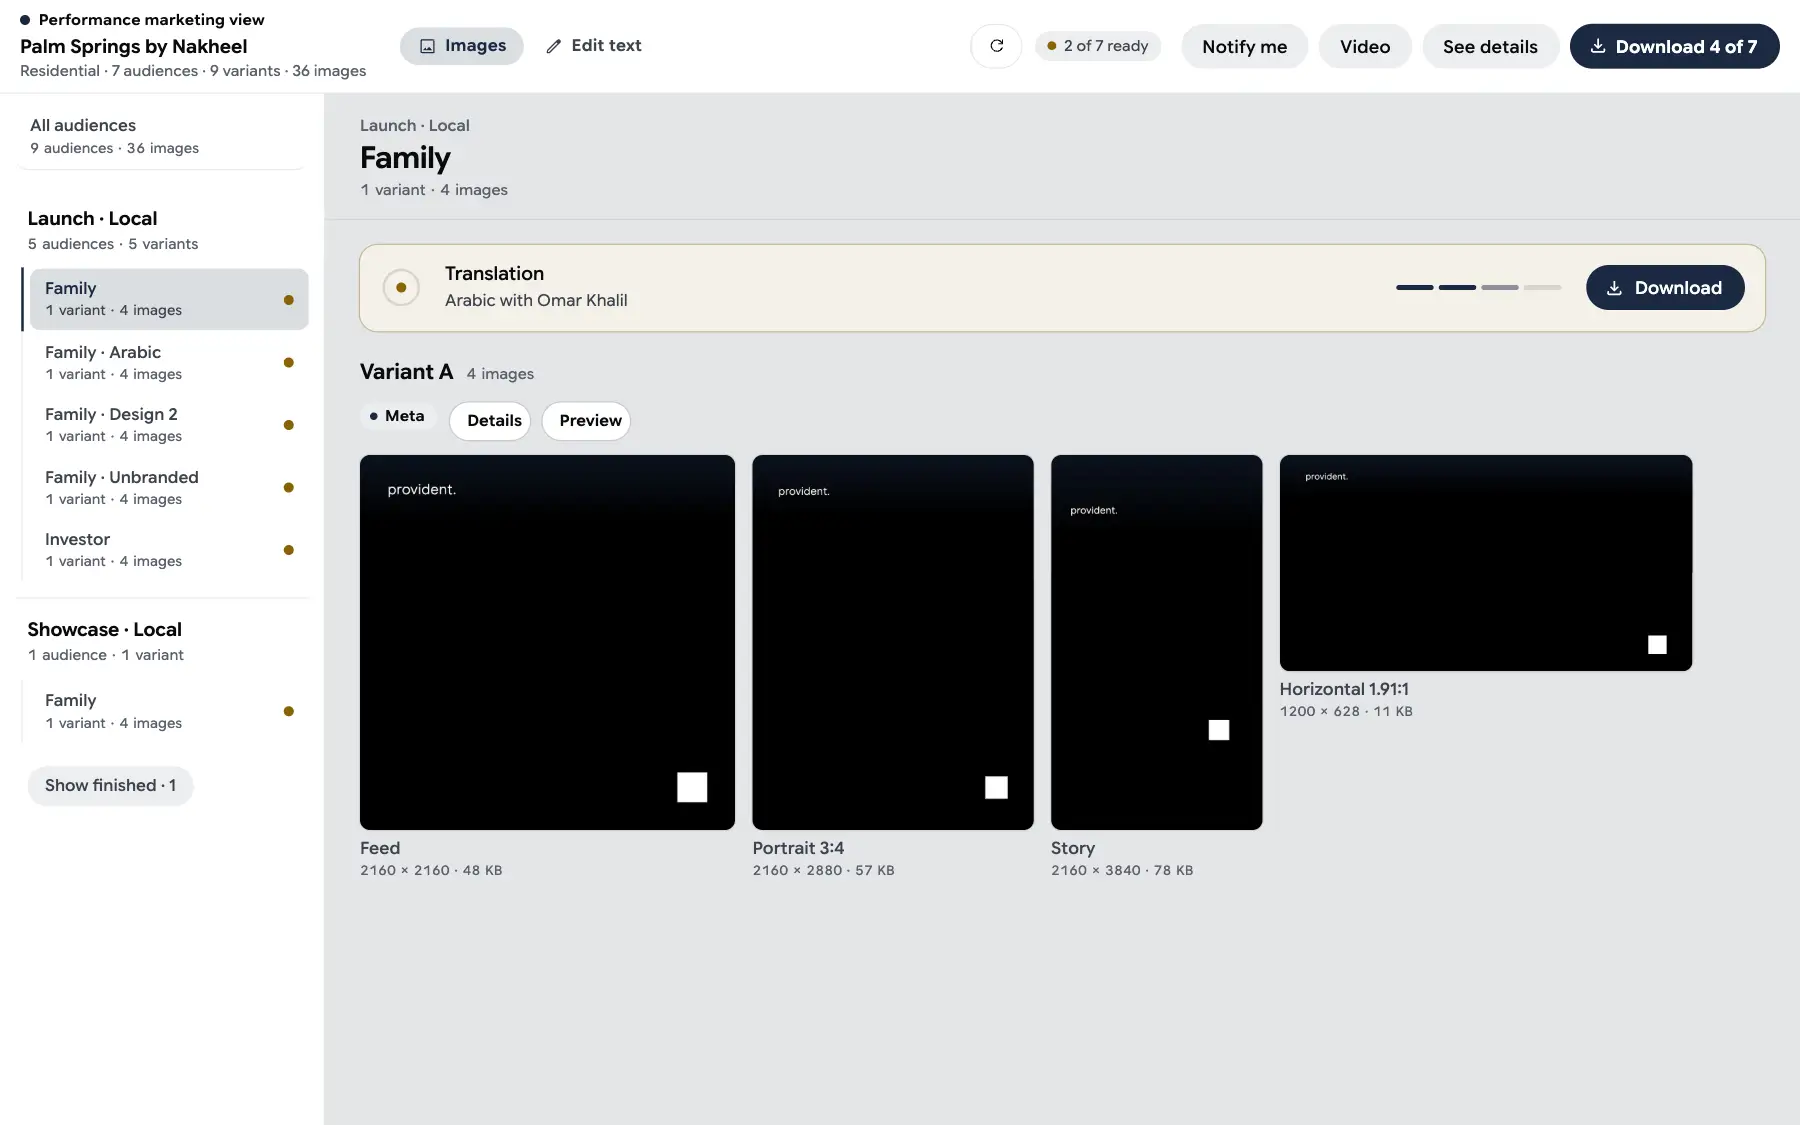 Performance marketing view
Palm Springs by Nakheel
Residential · 7 audiences · 9 variants · 36 images
Images
Edit text
2 of 7 ready
Notify me
Video
See details
Download 4 of 7
All audiences
9 audiences · 36 images
Launch · Local
5 audiences · 5 variants
Family
1 variant · 4 images
Family · Arabic
1 variant · 4 images
Family · Design 2
1 variant · 4 images
Family · Unbranded
1 variant · 4 images
Investor
1 variant · 4 images
Showcase · Local
1 audience · 1 variant
Family
1 variant · 4 images
Show finished · 1
Launch · Local
Family
1 variant · 4 images
Translation
Arabic with Omar Khalil
Download
Variant A 4 images
Meta
Details
Preview
provident.
provident.
provident.
provident.
Feed
2160 × 2160 · 48 KB
Portrait 3:4
2160 × 2880 · 57 KB
Story
2160 × 3840 · 78 KB
Horizontal 1.91:1
1200 × 628 · 11 KB